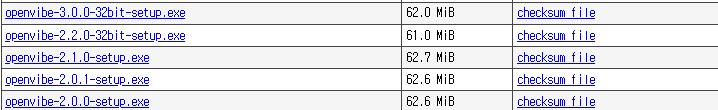 openvibe-3.0.0-32bit-setup.exe 62.0 MiB checksum file
openvibe-2.2.0-32bit-setup.exe 61.0 MiB checksum file
openvibe-2.1.0-setup.exe 62.7 MiB checksum file
openvibe-2.0.1-setup.exe 62.6 MiB checksum file
openvibe-2.0.0-setup.exe 62.6 MiB checksum file